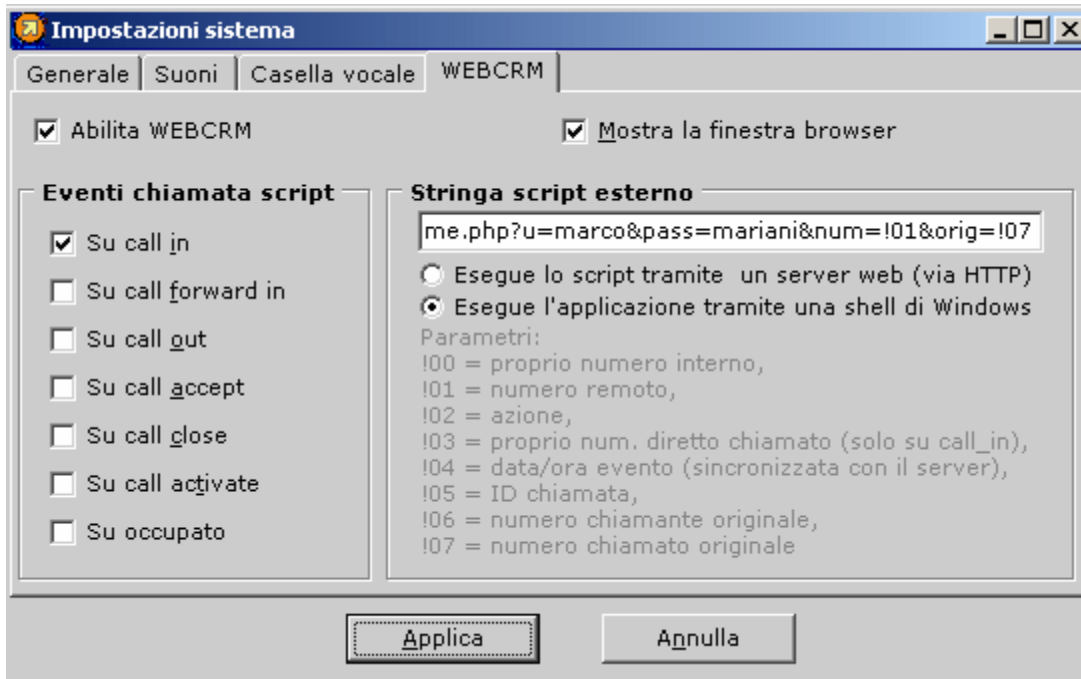 Impostazioni sistema
Generale Suoni Casella vocale WEBCRM
Abilita WEBCRM
Mostra la finestra browser
Eventi chiamata script
Su call in
Su call forward in
Su call out
Su call accept
Su call close
Su call activate
Su occupato
Stringa script esterno
me.php?u=marco&pass=mariani&num=!01&orig=!07
Esegue lo script tramite un server web (via HTTP)
Esegue l'applicazione tramite una shell di Windows
Parametri:
!00 = proprio numero interno,
!01 = numero remoto,
!02 = azione,
!03 = proprio num. diretto chiamato (solo su call_in),
!04 = data/ora evento (sincronizzata con il server),
!05 = ID chiamata,
!06 = numero chiamante originale,
!07 = numero chiamato originale
Applica
Annulla